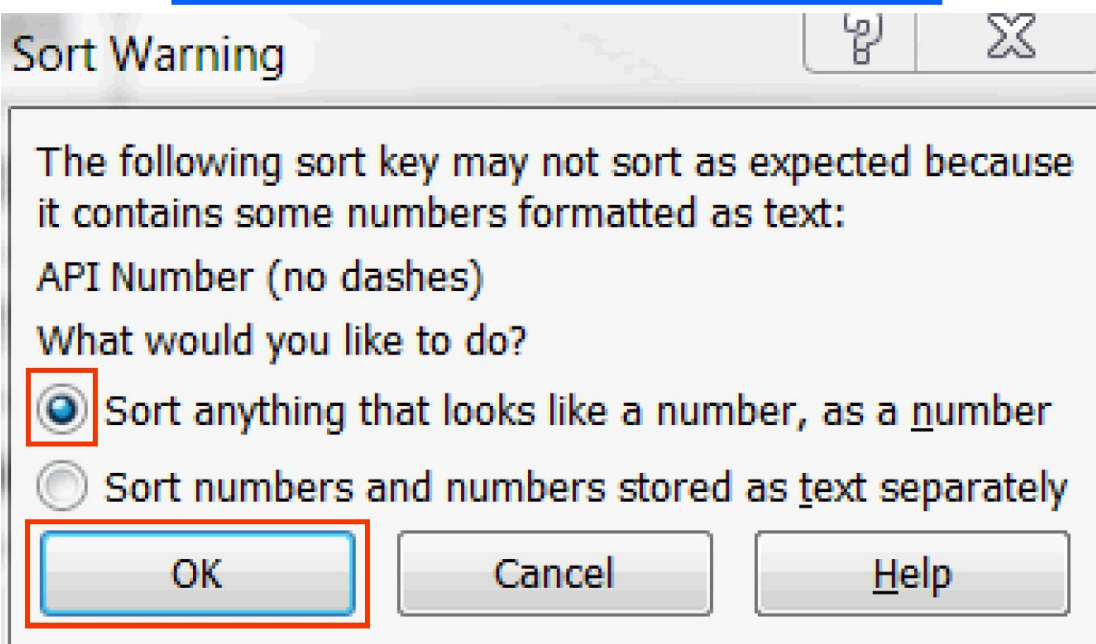 Sort Warning
The following sort key may not sort as expected because
it contains some numbers formatted as text:
API Number (no dashes)
What would you like to do?
Sort anything that looks like a number, as a number
Sort numbers and numbers stored as text separately
OK Cancel Help